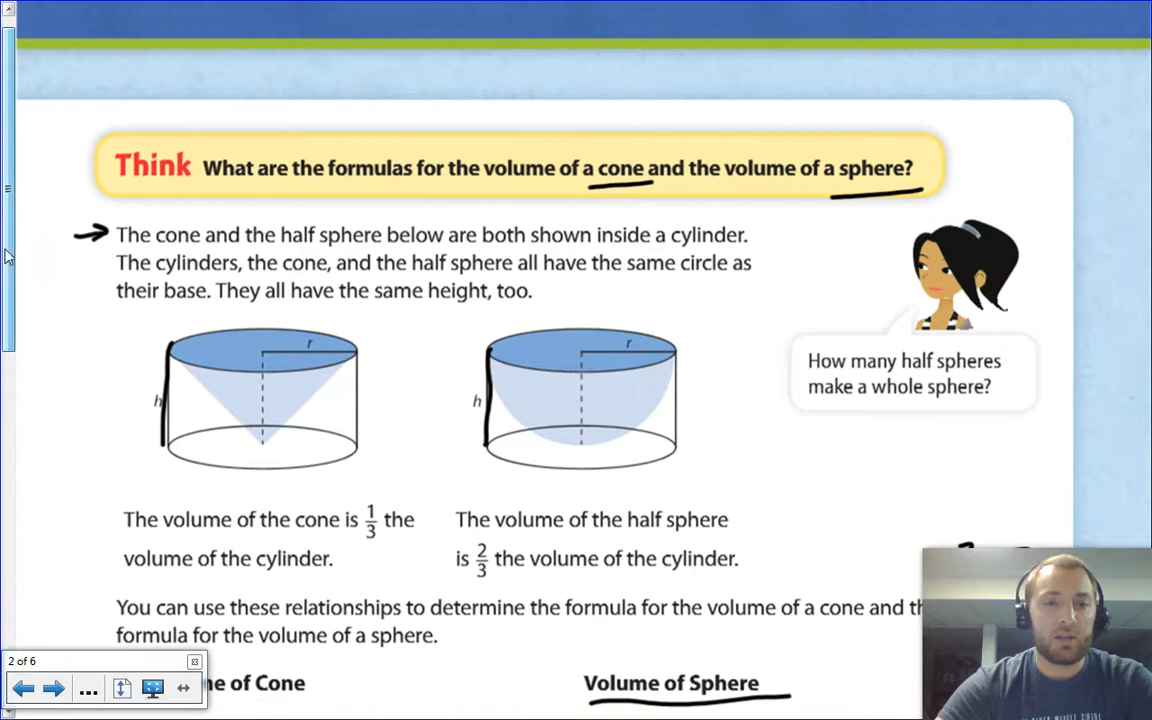 Think What are the formulas for the volume of a cone and the volume of a sphere?
The cone and the half sphere below are both shown inside a cylinder.
The cylinders, the cone, and the half sphere all have the same circle as
their base. They all have the same height, too.
r
h
r
h
How many half spheres
make a whole sphere?
The volume of the cone is 1/3 the
volume of the cylinder.
The volume of the half sphere
is 2/3 the volume of the cylinder.
You can use these relationships to determine the formula for the volume of a cone and
formula for the volume of a sphere.
2 of 6
of Cone
Volume of Sphere